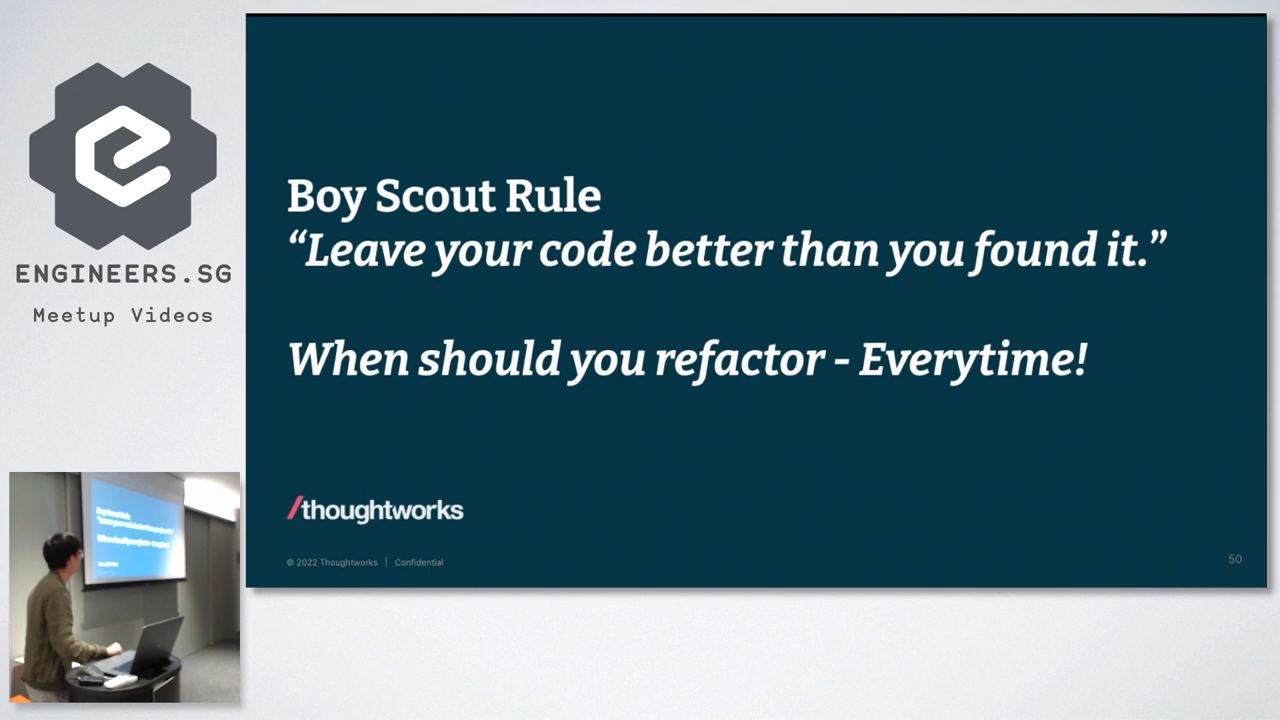 ENGINEERS.SG
Meetup Videos
Boy Scout Rule
“Leave your code better than you found it.”
When should you refactor - Everytime!
/thoughtworks
© 2022 Thoughtworks | Confidential
50